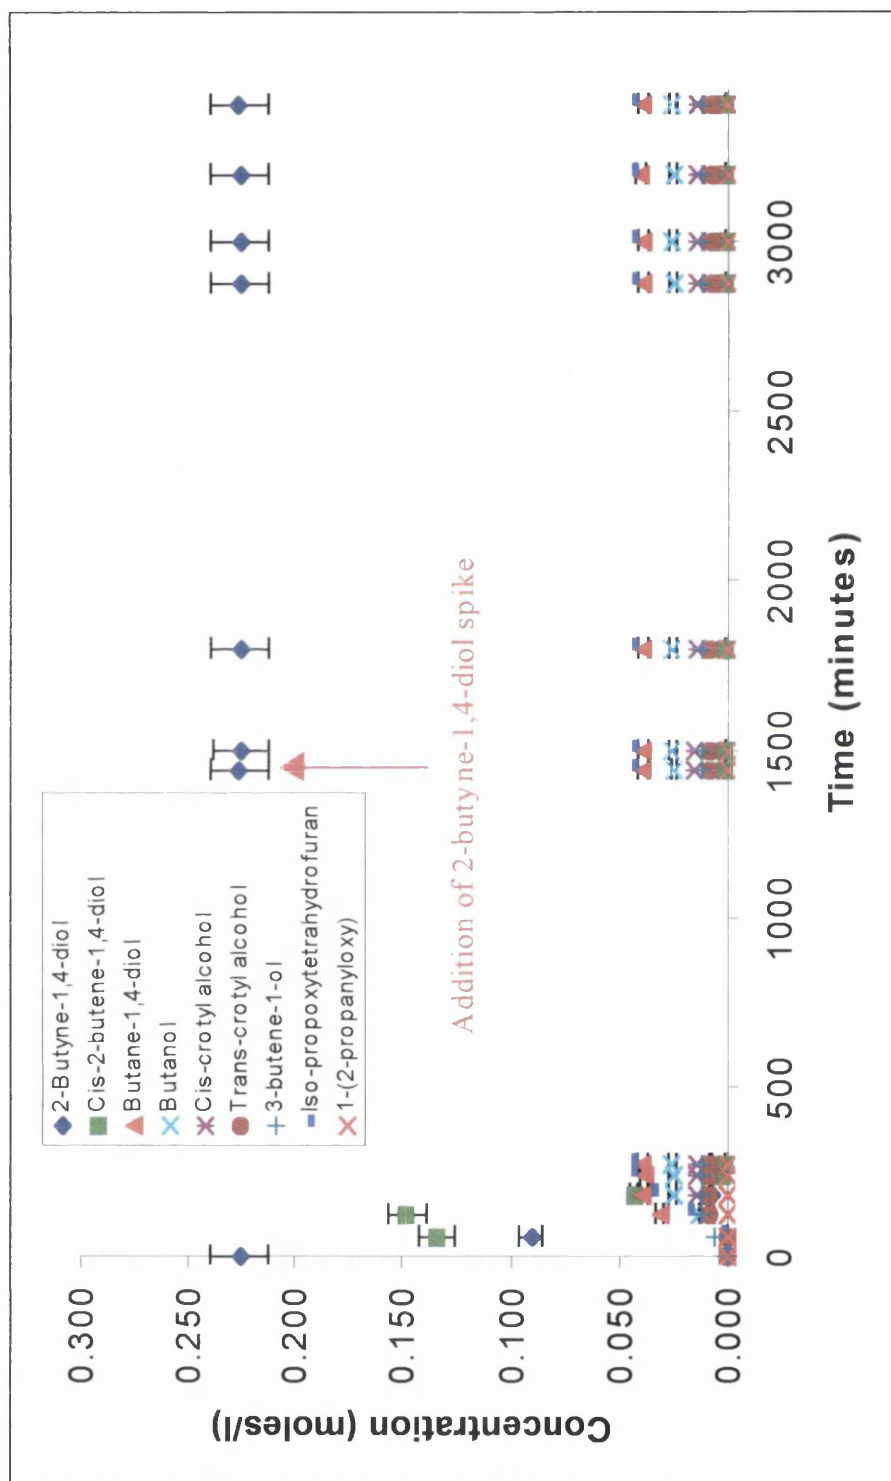 Concentration (moles/l)
0.300
0.250
0.200
0.150
0.100
0.050
0.000
2-Butyne-1,4-diol
Cis-2-butene-1,4-diol
Butane-1,4-diol
Butanol
Cis-crotyl alcohol
Trans-crotyl alcohol
3-butene-1-ol
Iso-propoxytetrahydrofuran
1-(2-propanyloxy)
Addition of 2-butyne-1,4-diol spike
0
500
1000
1500
2000
2500
3000
Time (minutes)